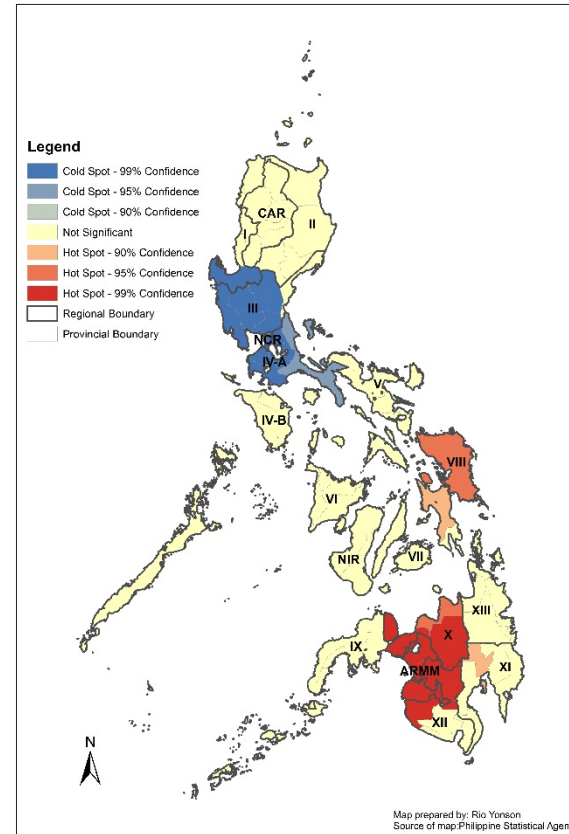 Legend
Cold Spot - 99% Confidence
Cold Spot - 95% Confidence
Cold Spot - 90% Confidence
Not Significant
Hot Spot - 90% Confidence
Hot Spot - 95% Confidence
Hot Spot - 99% Confidence
Regional Boundary
Provincial Boundary
CAR
I
II
III
NCR
IV-A
V
IV-B
VIII
VI
NIR
VII
XIII
X
IX
ARMM
XI
XII
N
Map prepared by: Rio Yonson
Source of map:Philippine Statistical Agen